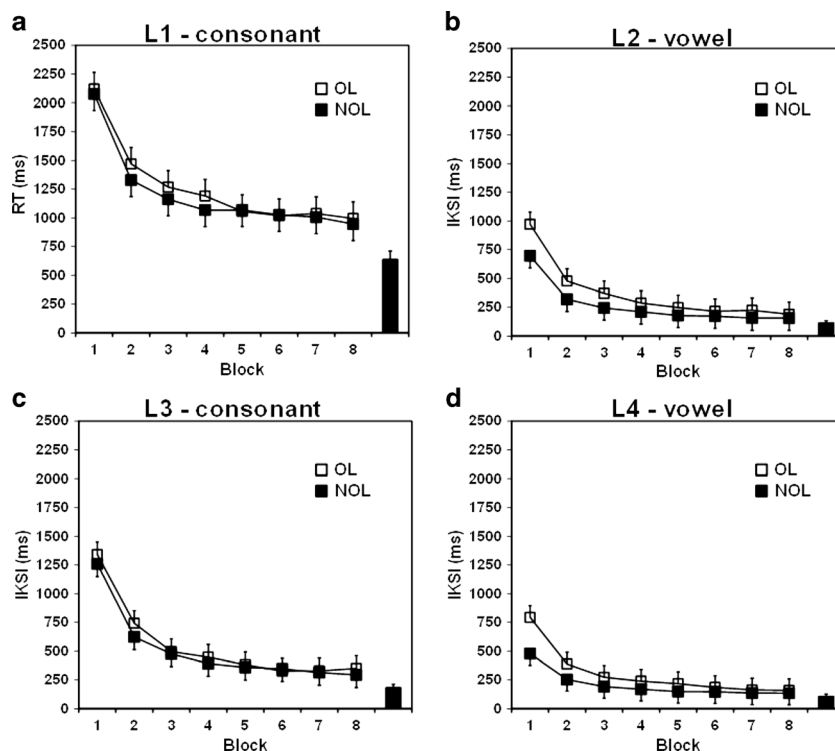 a
L1 - consonant
2500
2250
2000
1750
1500
1250
1000
750
500
250
0
RT (ms)
OL
NOL
1 2 3 4 5 6 7 8
Block
b
L2 - vowel
2500
2250
2000
1750
1500
1250
1000
750
500
250
0
IKSI (ms)
OL
NOL
1 2 3 4 5 6 7 8
Block
c
L3 - consonant
2500
2250
2000
1750
1500
1250
1000
750
500
250
0
IKSI (ms)
OL
NOL
1 2 3 4 5 6 7 8
Block
d
L4 - vowel
2500
2250
2000
1750
1500
1250
1000
750
500
250
0
IKSI (ms)
OL
NOL
1 2 3 4 5 6 7 8
Block